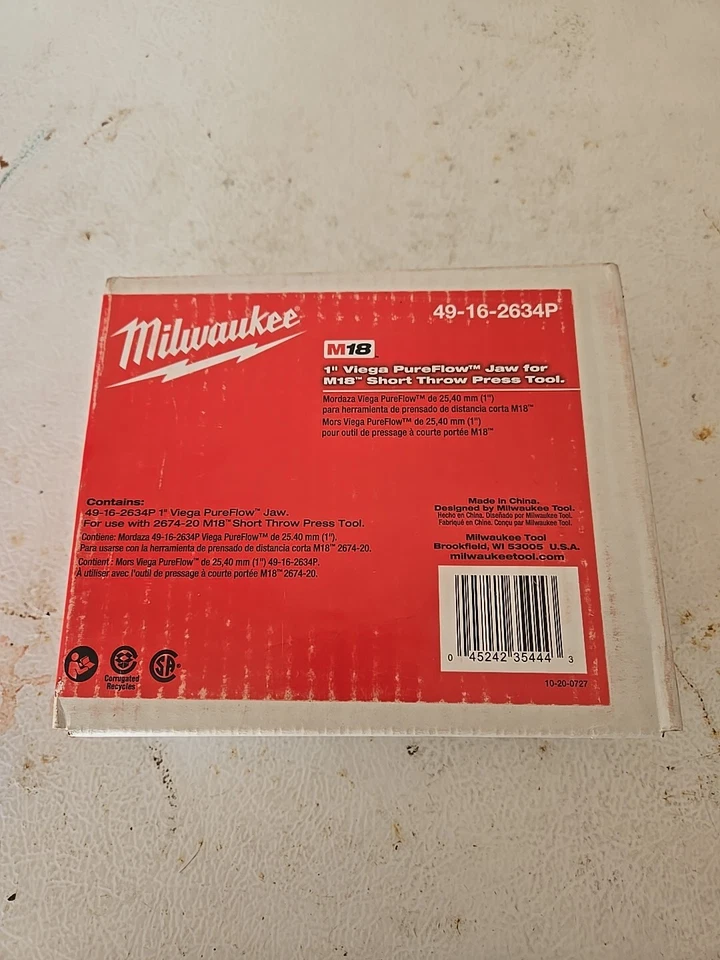 Milwaukee
49-16-2634P
M18
1" Viega PureFlow™ Jaw for
M18™ Short Throw Press Tool.
Mordaza Viega PureFlow™ de 25,40 mm (1")
para herramienta de prensado de distancia corta M18™
Mors Viega PureFlow™ de 25,40 mm (1")
pour outil de pressage à courte portée M18™
Contains:
49-16-2634P 1" Viega PureFlow™ Jaw.
For use with 2674-20 M18™ Short Throw Press Tool.
Contiene: Mordaza 49-16-2634P Viega PureFlow™ de 25.40 mm (1").
Para usarse con la herramienta de prensado de distancia corta M18™ 2674-20.
Contient : Mors Viega PureFlow™ de 25,40 mm (1") 49-16-2634P.
À utiliser avec l'outil de pressage à courte portée M18™ 2674-20.
Made in China.
Designed by Milwaukee Tool.
Hecho en China. Diseñado por Milwaukee Tool.
Fabriqué en China. Conçu par Milwaukee Tool.
Milwaukee Tool
Brookfield, WI 53005 U.S.A.
milwaukeetool.com
0 45242 35444 3
10-20-0727
Corrugated
Recycles
SA